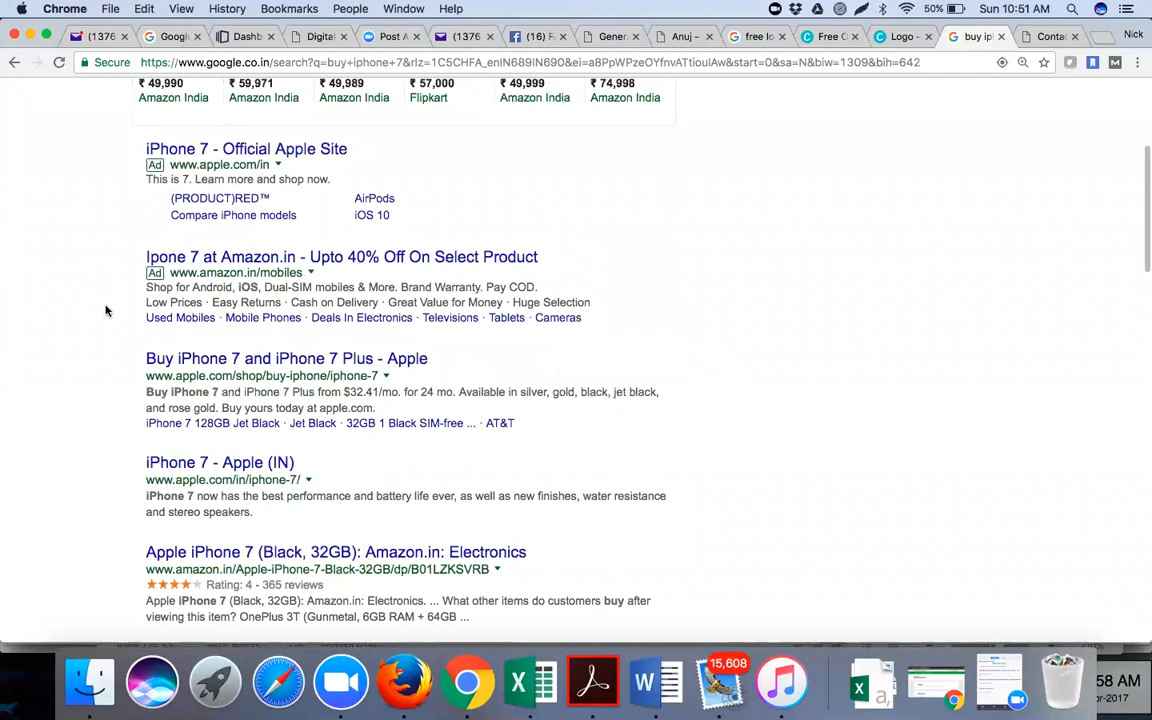 Chrome File Edit View History Bookmarks People Window Help 50% Sun 10:51 AM
(1376 Googl Dashb Digital Post A (1376 (16) F Genera Anuj – free lo Free O Logo – buy ip Contac Nick
Secure https://www.google.co.in/search?q=buy+iphone+7&rlz=1C5CHFA_enIN689IN690&ei=a8PpWPzeOYfnvATtioulAw&start=0&sa=N&biw=1309&bih=642
₹ 49,990 ₹ 59,971 ₹ 49,989 ₹ 57,000 ₹ 49,999 ₹ 74,998
Amazon India Amazon India Amazon India Flipkart Amazon India Amazon India
iPhone 7 - Official Apple Site
Ad www.apple.com/in
This is 7. Learn more and shop now.
(PRODUCT)RED™ AirPods
Compare iPhone models iOS 10
Ipone 7 at Amazon.in - Upto 40% Off On Select Product
Ad www.amazon.in/mobiles
Shop for Android, iOS, Dual-SIM mobiles & More. Brand Warranty. Pay COD.
Low Prices · Easy Returns · Cash on Delivery · Great Value for Money · Huge Selection
Used Mobiles · Mobile Phones · Deals In Electronics · Televisions · Tablets · Cameras
Buy iPhone 7 and iPhone 7 Plus - Apple
www.apple.com/shop/buy-iphone/iphone-7
Buy iPhone 7 and iPhone 7 Plus from $32.41/mo. for 24 mo. Available in silver, gold, black, jet black,
and rose gold. Buy yours today at apple.com.
iPhone 7 128GB Jet Black · Jet Black · 32GB 1 Black SIM-free ... · AT&T
iPhone 7 - Apple (IN)
www.apple.com/in/iphone-7/
iPhone 7 now has the best performance and battery life ever, as well as new finishes, water resistance
and stereo speakers.
Apple iPhone 7 (Black, 32GB): Amazon.in: Electronics
www.amazon.in/Apple-iPhone-7-Black-32GB/dp/B01LZKSVRB
Rating: 4 - 365 reviews
Apple iPhone 7 (Black, 32GB): Amazon.in: Electronics. ... What other items do customers buy after
viewing this item? OnePlus 3T (Gunmetal, 6GB RAM + 64GB ...
15,608
:58 AM
pr-2017